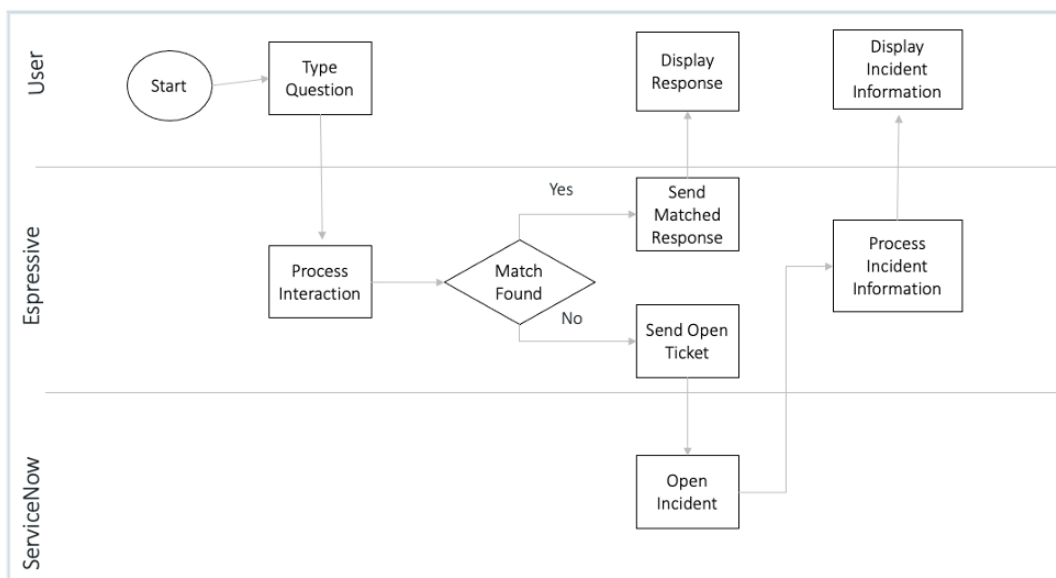 User
Start
Type
Question
Display
Response
Display
Incident
Information
Espressive
Process
Interaction
Match
Found
Yes
No
Send
Matched
Response
Send Open
Ticket
Process
Incident
Information
ServiceNow
Open
Incident